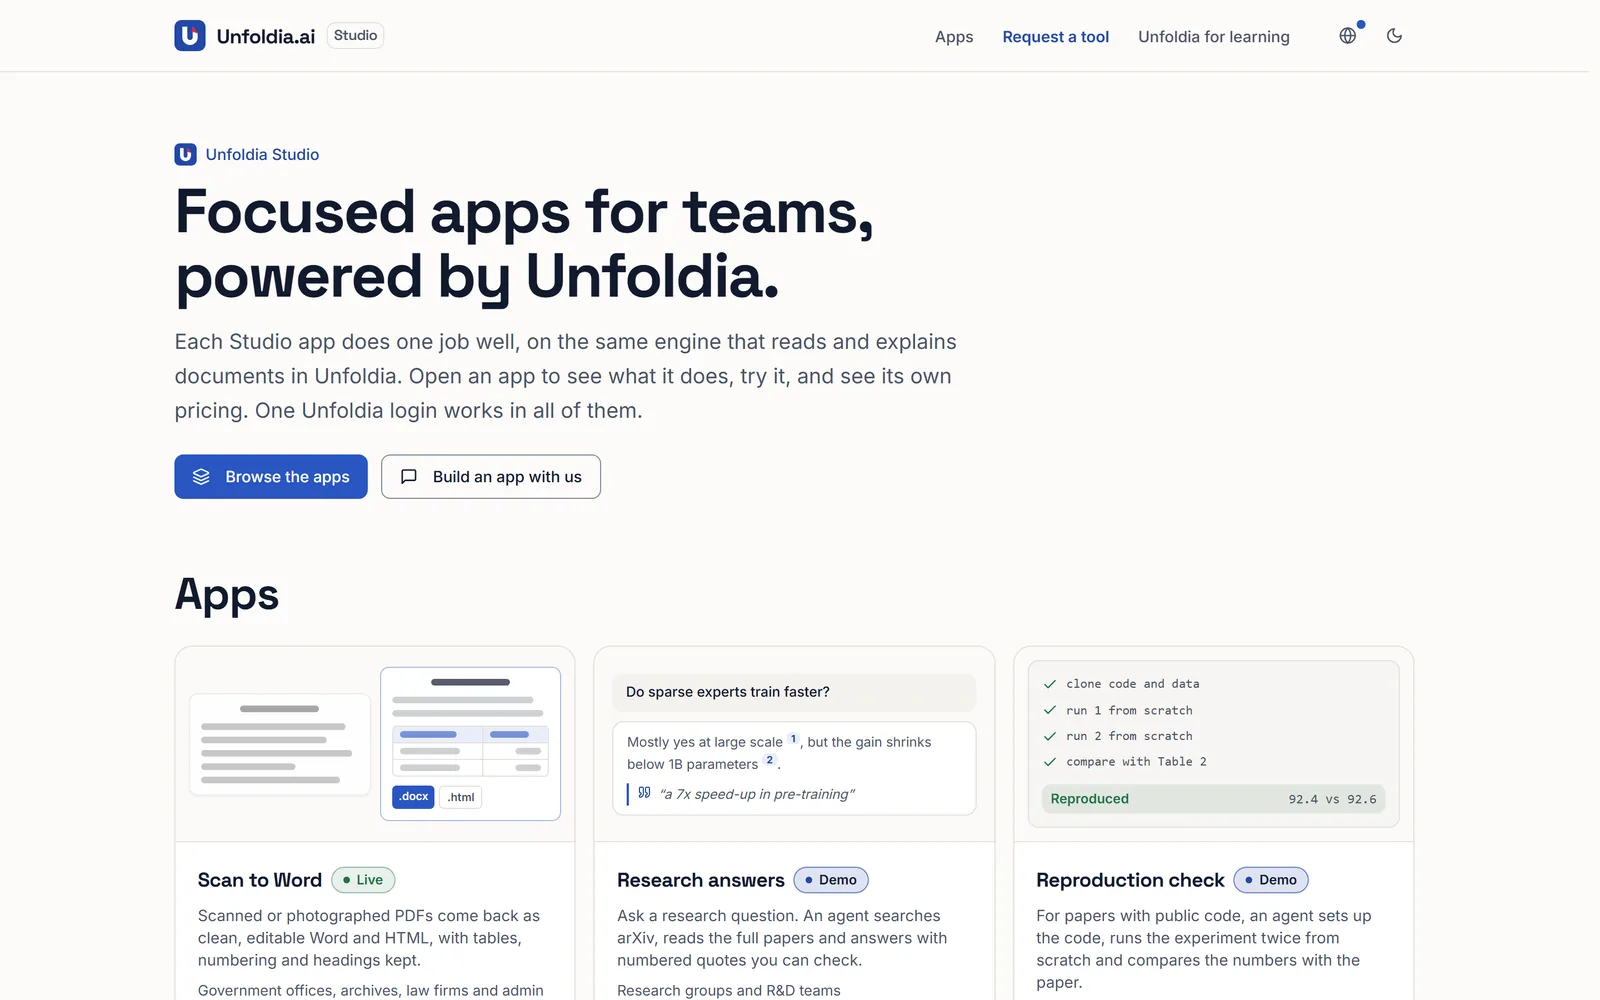 Unfoldia.ai Studio
Apps Request a tool Unfoldia for learning
Unfoldia Studio
Focused apps for teams,
powered by Unfoldia.
Each Studio app does one job well, on the same engine that reads and explains
documents in Unfoldia. Open an app to see what it does, try it, and see its own
pricing. One Unfoldia login works in all of them.
Browse the apps
Build an app with us
Apps
.docx .html
Scan to Word Live
Scanned or photographed PDFs come back as
clean, editable Word and HTML, with tables,
numbering and headings kept.
Government offices, archives, law firms and admin
Do sparse experts train faster?
Mostly yes at large scale 1, but the gain shrinks
below 1B parameters 2.
“a 7x speed-up in pre-training”
Research answers Demo
Ask a research question. An agent searches
arXiv, reads the full papers and answers with
numbered quotes you can check.
Research groups and R&D teams
clone code and data
run 1 from scratch
run 2 from scratch
compare with Table 2
Reproduced 92.4 vs 92.6
Reproduction check Demo
For papers with public code, an agent sets up
the code, runs the experiment twice from
scratch and compares the numbers with the
paper.